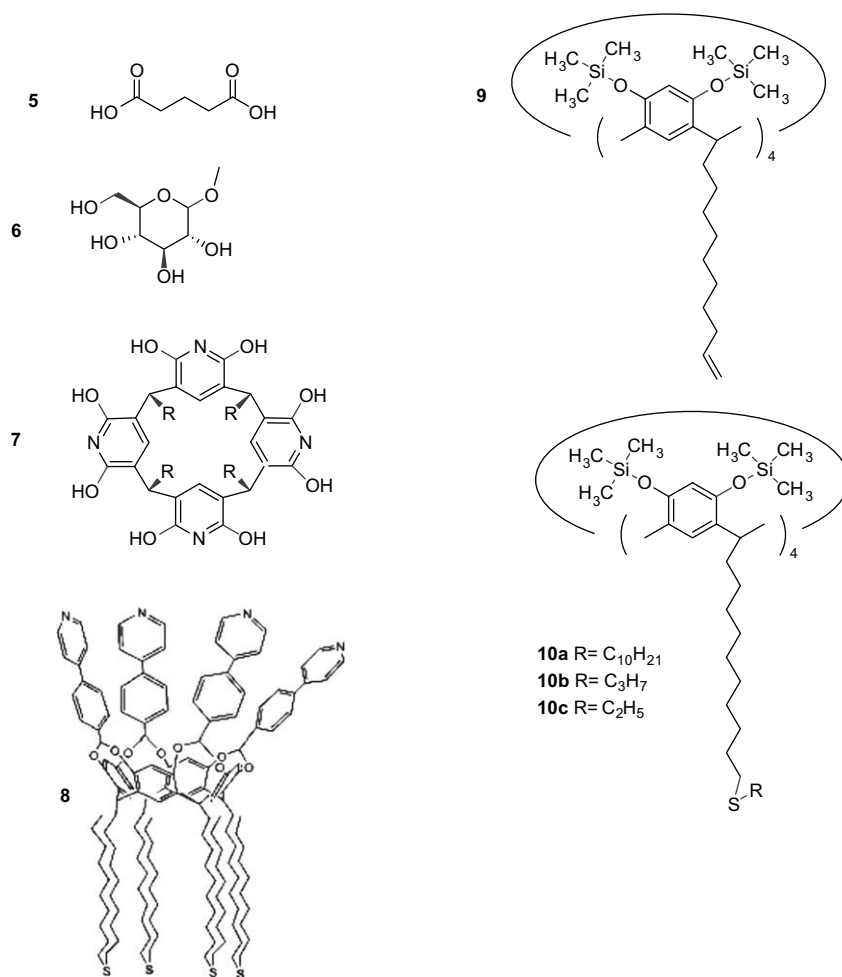 5
O
O
HO
OH
6
HO
O
O
HO
OH
OH
7
HO
N
OH
HO
OH
R
R
N
N
R
R
HO
OH
HO
N
OH
8
N
N
N
N
O
O
O
O
O
O
O
O
S
S
S
S
9
CH3
H3C
CH3
H3C
Si
Si
CH3
H3C
O
O
CH3
( )4
CH3
H3C
CH3
H3C
Si
Si
CH3
H3C
O
O
CH3
( )4
10a R= C10H21
10b R= C3H7
10c R= C2H5
R
S